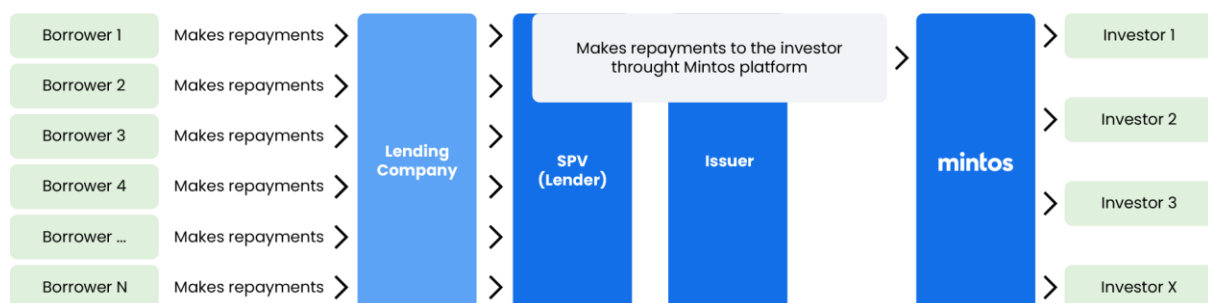 Borrower 1
Makes repayments
Borrower 2
Makes repayments
Borrower 3
Makes repayments
Borrower 4
Makes repayments
Borrower ...
Makes repayments
Borrower N
Makes repayments
Lending
Company
SPV
(Lender)
Makes repayments to the investor
throught Mintos platform
Issuer
mintos
Investor 1
Investor 2
Investor 3
Investor X